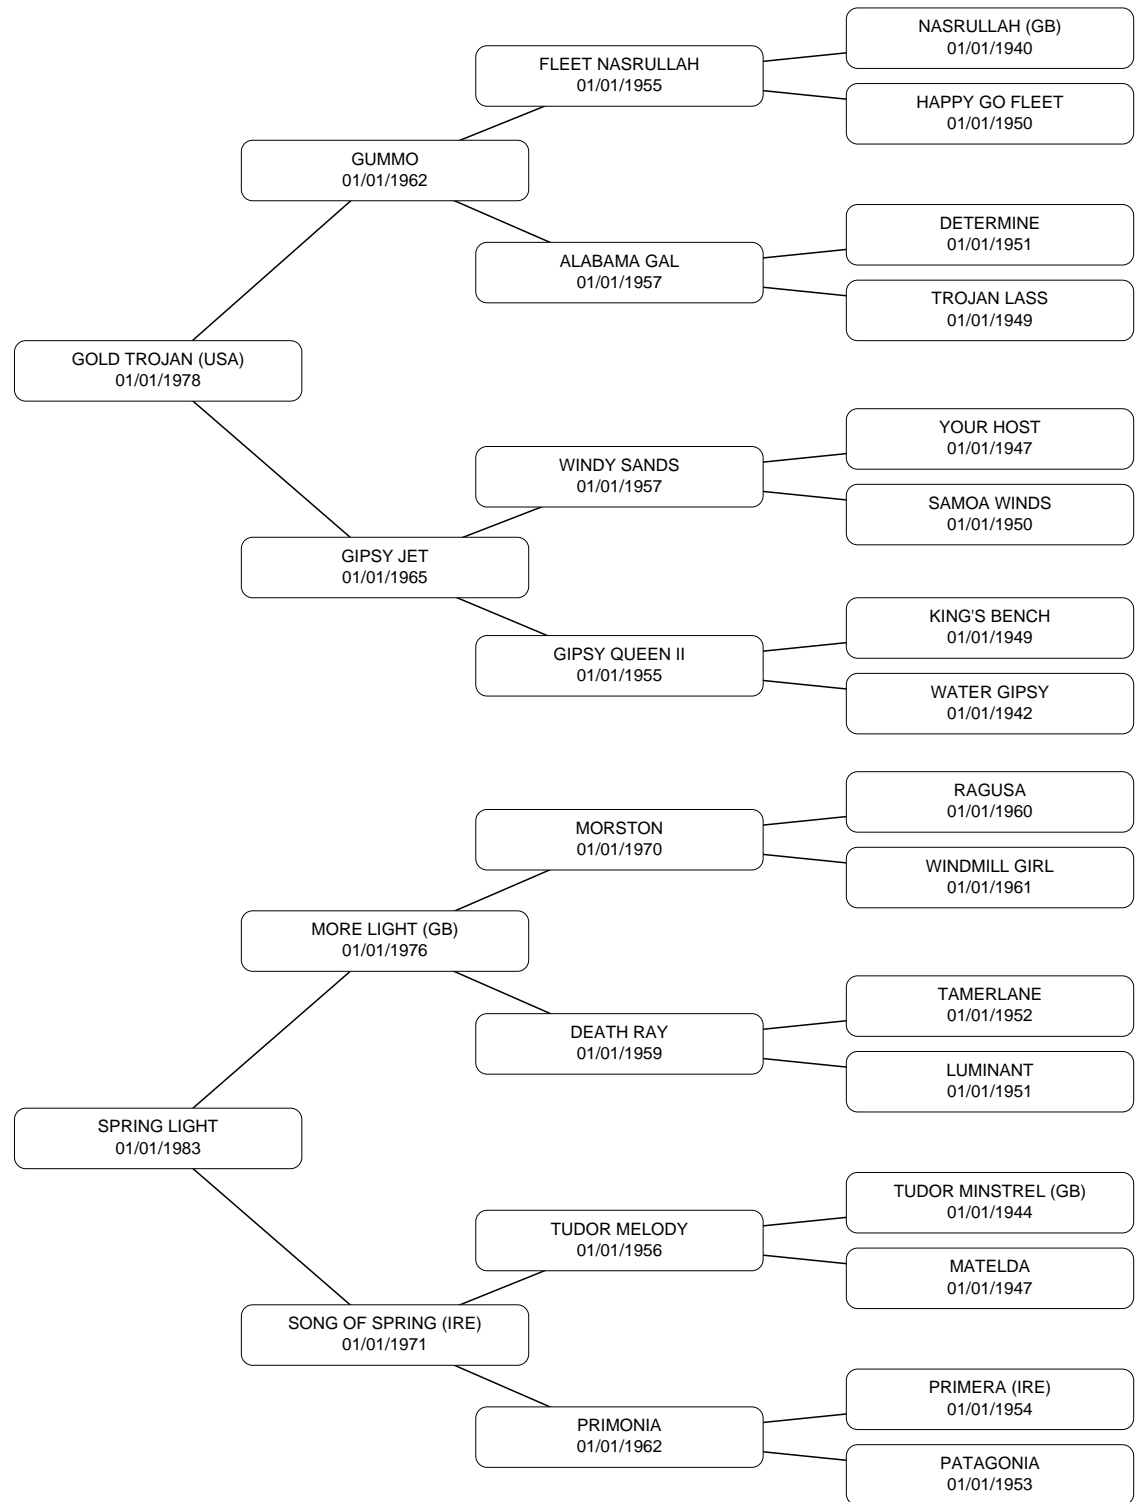 NASRULLAH (GB)
01/01/1940
FLEET NASRULLAH
01/01/1955
HAPPY GO FLEET
01/01/1950
GUMMO
01/01/1962
DETERMINE
01/01/1951
ALABAMA GAL
01/01/1957
TROJAN LASS
01/01/1949
GOLD TROJAN (USA)
01/01/1978
YOUR HOST
01/01/1947
WINDY SANDS
01/01/1957
SAMOA WINDS
01/01/1950
GIPSY JET
01/01/1965
KING'S BENCH
01/01/1949
GIPSY QUEEN II
01/01/1955
WATER GIPSY
01/01/1942
RAGUSA
01/01/1960
MORSTON
01/01/1970
WINDMILL GIRL
01/01/1961
MORE LIGHT (GB)
01/01/1976
TAMERLANE
01/01/1952
DEATH RAY
01/01/1959
LUMINANT
01/01/1951
SPRING LIGHT
01/01/1983
TUDOR MINSTREL (GB)
01/01/1944
TUDOR MELODY
01/01/1956
MATELDA
01/01/1947
SONG OF SPRING (IRE)
01/01/1971
PRIMERA (IRE)
01/01/1954
PRIMONIA
01/01/1962
PATAGONIA
01/01/1953